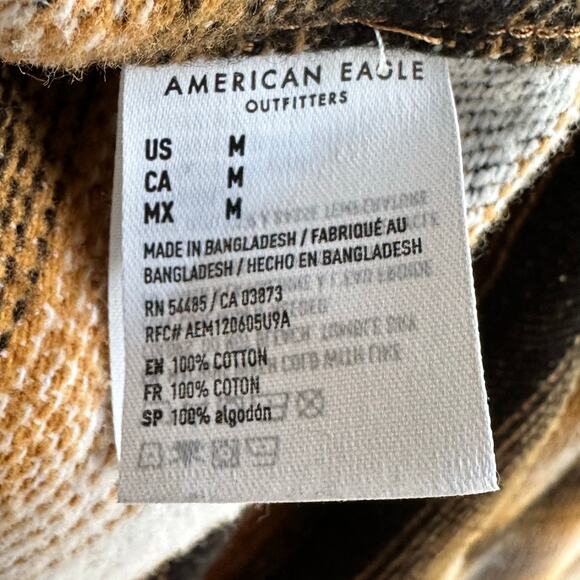 AMERICAN EAGLE
OUTFITTERS
US M
CA M
MX M
MADE IN BANGLADESH / FABRIQUÉ AU
BANGLADESH / HECHO EN BANGLADESH
RN 54485 / CA 03873
RFC# AEM120605U9A
EN 100% COTTON
FR 100% COTON
SP 100% algodón